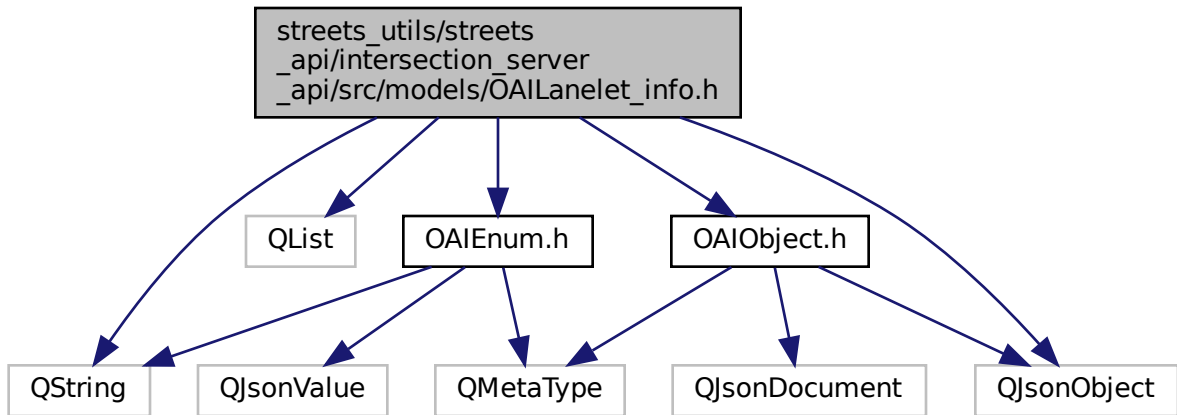 streets_utils/streets
_api/intersection_server
_api/src/models/OAILanelet_info.h
QList
OAIEnum.h
OAIObject.h
QString
QJsonValue
QMetaType
QJsonDocument
QJsonObject